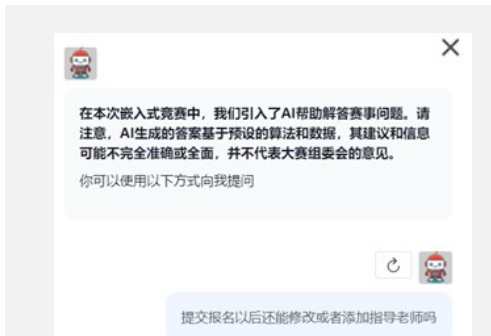 在本次嵌入式竞赛中，我们引入了AI帮助解答赛事问题。请
注意，AI生成的答案基于预设的算法和数据，其建议和信息
可能不完全准确或全面，并不代表大赛组委会的意见。
你可以使用以下方式向我提问
提交报名以后还能修改或者添加指导老师吗